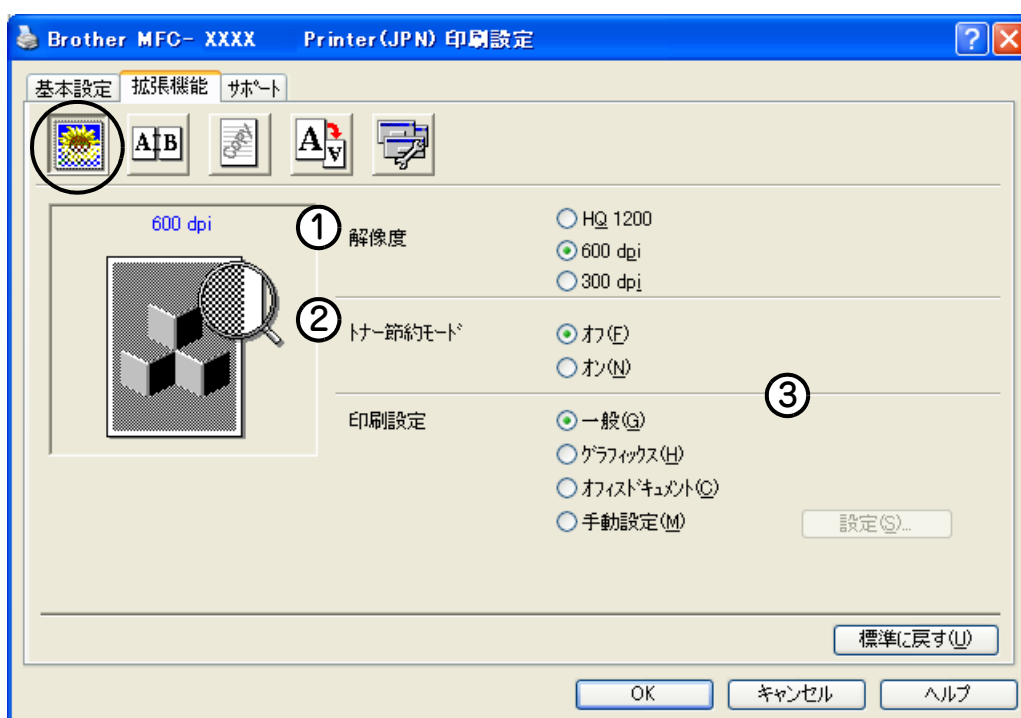 Brother MFC- XXXX Printer(JPN) 印刷設定
基本設定 拡張機能 ｻﾎﾟｰﾄ
A B Copy A A
600 dpi
① 解像度
HQ 1200
600 dpi
300 dpi
② ﾄﾅｰ節約ﾓｰﾄﾞ
ｵﾌ(F)
ｵﾝ(N)
③
印刷設定
一般(G)
ｸﾞﾗﾌｨｯｸｽ(H)
ｵﾌｨｽﾄﾞｷｭﾒﾝﾄ(C)
手動設定(M) 設定(S)...
標準に戻す(U)
OK キャンセル ヘルプ